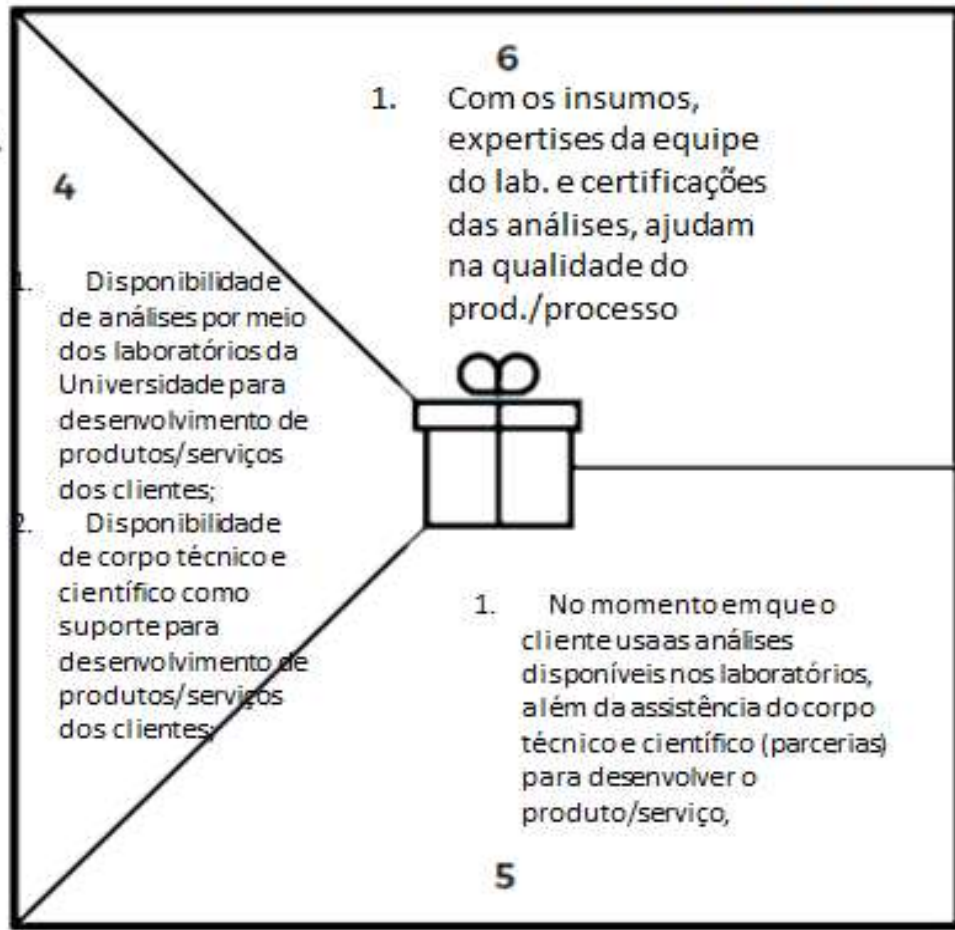 6
1. Com os insumos,
expertises da equipe
do lab. e certificações
das análises, ajudam
na qualidade do
prod./processo
4
1. Disponibilidade
de análises por meio
dos laboratórios da
Universidade para
desenvolvimento de
produtos/serviços
dos clientes;
2. Disponibilidade
de corpo técnico e
científico como
suporte para
desenvolvimento de
produtos/serviços
dos clientes;
1. No momento em que o
cliente usa as análises
disponíveis nos laboratórios,
além da assistência do corpo
técnico e científico (parcerias)
para desenvolver o
produto/serviço,
5